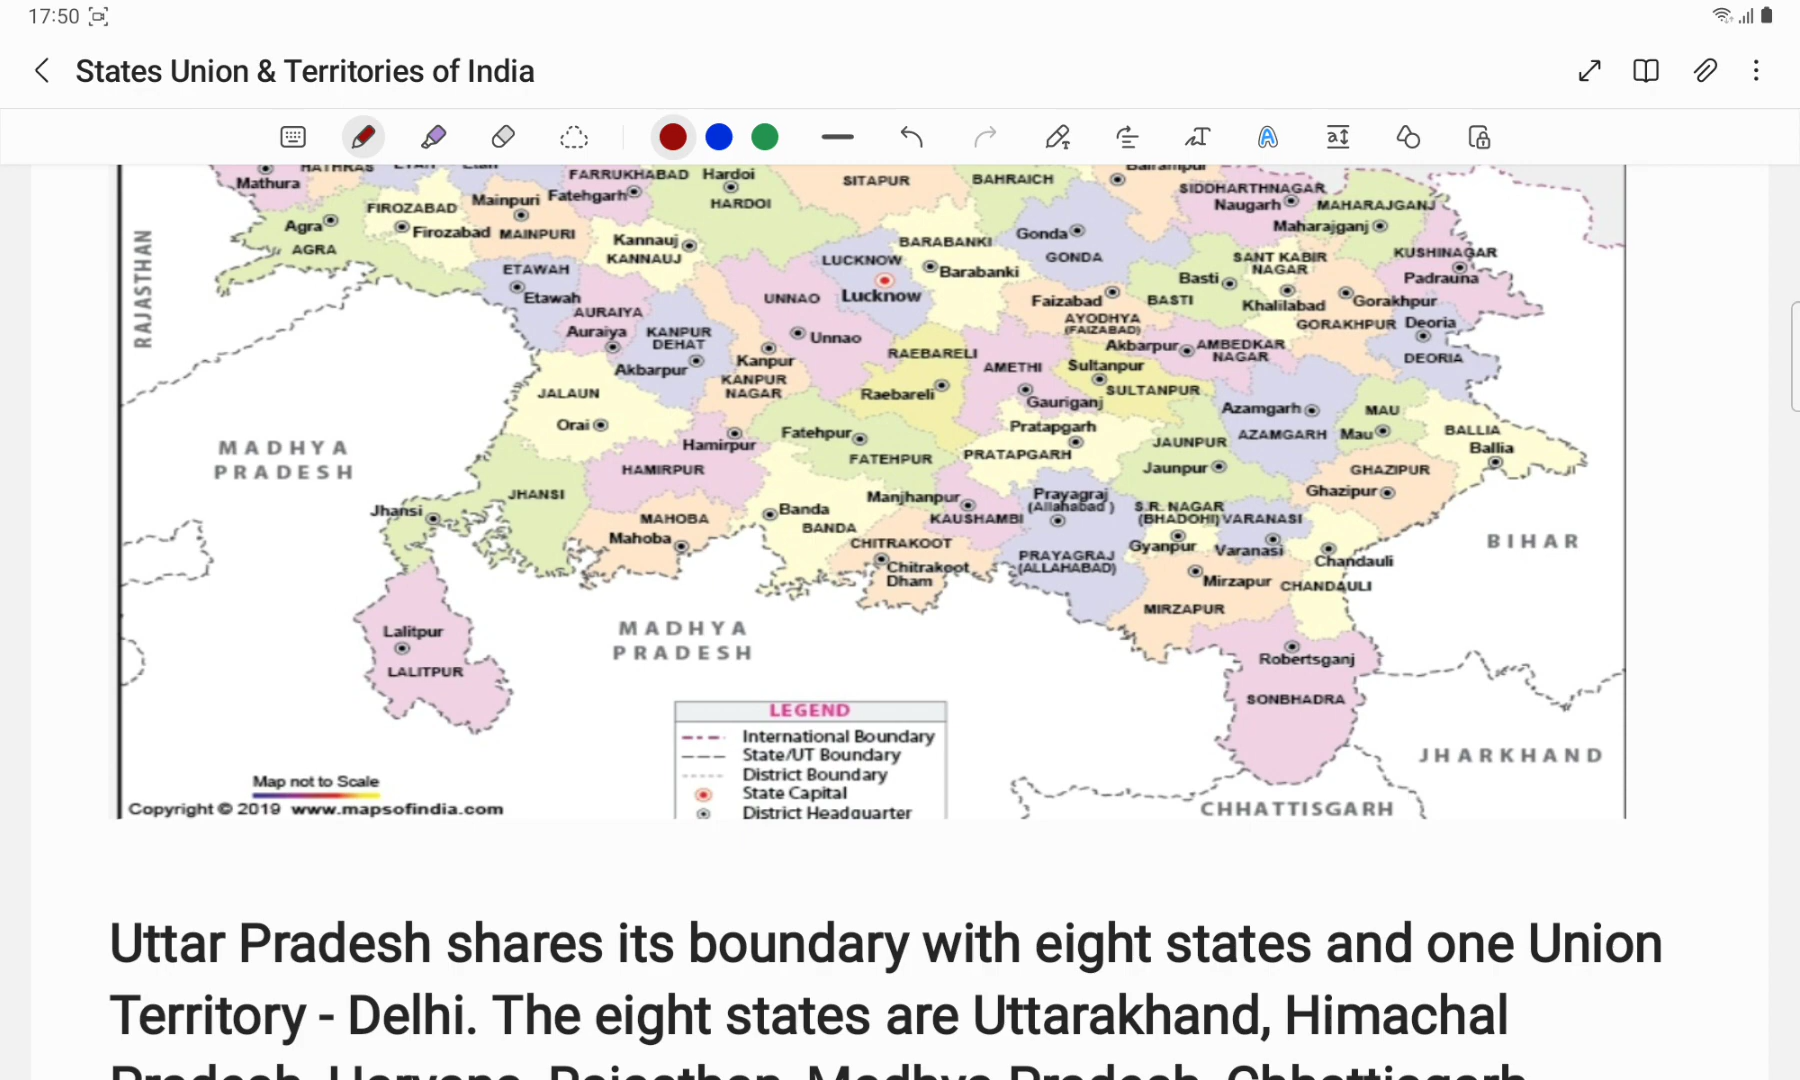 17:50
States Union & Territories of India
Mathura
HATHRAS
FARRUKHABAD
Hardoi
SITAPUR
BAHRAICH
Balrampur
SIDDHARTHNAGAR
FIROZABAD
Mainpuri
Fatehgarh
HARDOI
Naugarh
MAHARAJGANJ
Agra
Firozabad
MAINPURI
Kannauj
BARABANKI
Gonda
Maharajganj
AGRA
KANNAUJ
LUCKNOW
GONDA
SANT KABIR
NAGAR
KUSHINAGAR
RAJASTHAN
ETAWAH
Barabanki
Basti
Padrauna
Etawah
UNNAO
Lucknow
Faizabad
BASTI
Khalilabad
Gorakhpur
AURAIYA
AYODHYA
(FAIZABAD)
GORAKHPUR
Deoria
Auraiya
KANPUR
DEHAT
Unnao
Akbarpur
AMBEDKAR
NAGAR
DEORIA
Akbarpur
Kanpur
RAEBARELI
AMETHI
Sultanpur
KANPUR
NAGAR
Raebareli
SULTANPUR
JALAUN
Gauriganj
Azamgarh
MAU
Orai
Hamirpur
Fatehpur
Pratapgarh
JAUNPUR
AZAMGARH
Mau
BALLIA
MADHYA
PRADESH
FATEHPUR
PRATAPGARH
Ballia
HAMIRPUR
Jaunpur
GHAZIPUR
JHANSI
Manjhanpur
Prayagraj
(Allahabad )
Ghazipur
Jhansi
MAHOBA
Banda
KAUSHAMBI
S.R. NAGAR
(BHADOHI)
VARANASI
Mahoba
BANDA
CHITRAKOOT
Gyanpur
Varanasi
BIHAR
Chitrakoot
Dham
PRAYAGRAJ
(ALLAHABAD)
Chandauli
Mirzapur
CHANDAULI
MIRZAPUR
Lalitpur
MADHYA
PRADESH
Robertsganj
LALITPUR
SONBHADRA
LEGEND
International Boundary
State/UT Boundary
District Boundary
State Capital
District Headquarter
JHARKHAND
CHHATTISGARH
Map not to Scale
Copyright © 2019 www.mapsofindia.com
Uttar Pradesh shares its boundary with eight states and one Union
Territory - Delhi. The eight states are Uttarakhand, Himachal
Pradesh, Haryana, Rajasthan, Madhya Pradesh, Chhattisgarh,